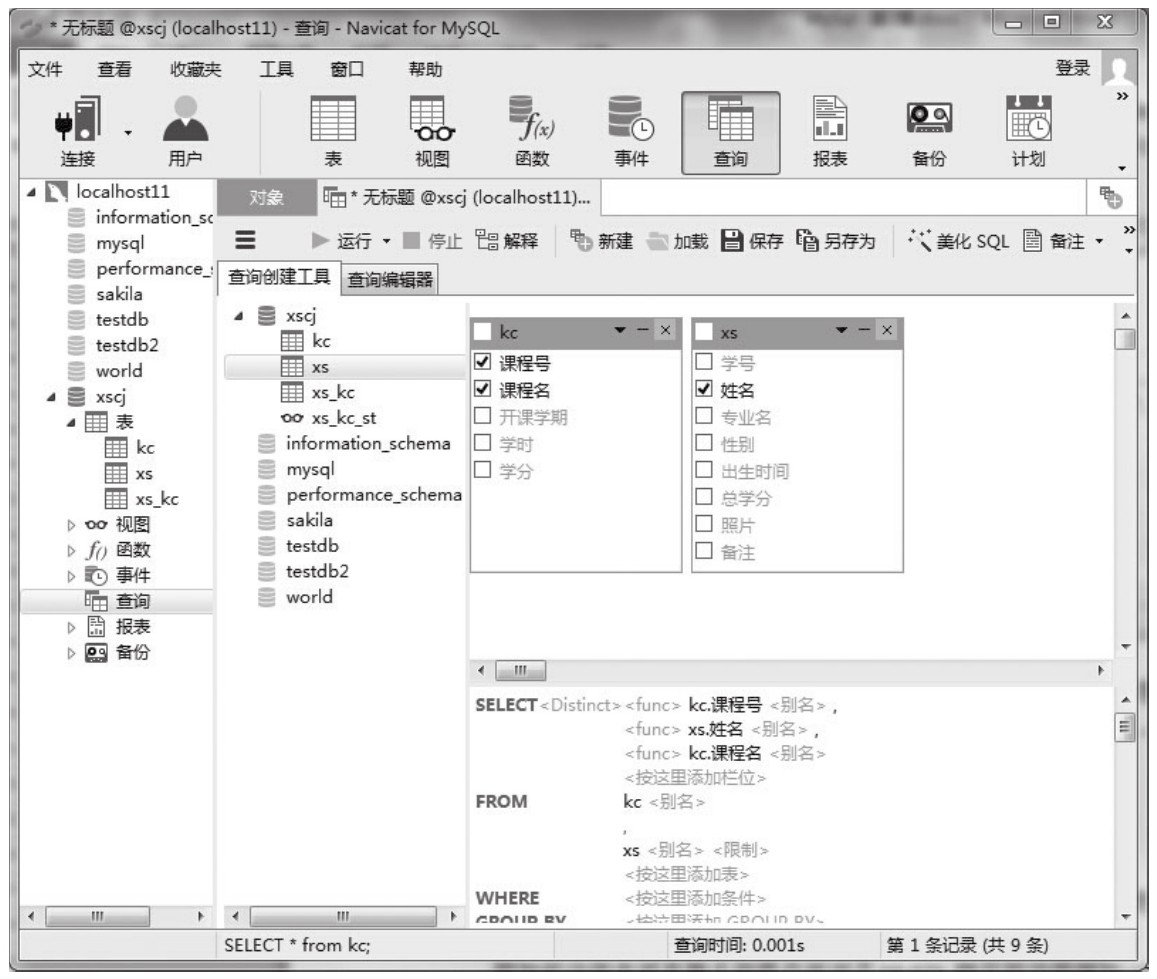 * 无标题 @xscj (localhost11) - 查询 - Navicat for MySQL
文件 查看 收藏夹 工具 窗口 帮助 登录
连接 用户 表 视图 f(x) 函数 事件 查询 报表 备份 计划
localhost11
information_sc
mysql
performance_
sakila
testdb
testdb2
world
xscj
表
kc
xs
xs_kc
视图
f() 函数
事件
查询
报表
备份
对象 * 无标题 @xscj (localhost11)...
运行 停止 解释 新建 加载 保存 另存为 美化 SQL 备注
查询创建工具 查询编辑器
xscj
kc
xs
xs_kc
xs_kc_st
information_schema
mysql
performance_schema
sakila
testdb
testdb2
world
kc
课程号
课程名
开课学期
学时
学分
xs
学号
姓名
专业名
性别
出生时间
总学分
照片
备注
SELECT <Distinct> <func> kc.课程号 <别名> ,
<func> xs.姓名 <别名> ,
<func> kc.课程名 <别名>
<按这里添加栏位>
FROM kc <别名>
,
xs <别名> <限制>
<按这里添加表>
WHERE <按这里添加条件>
GROUP BY <按这里添加 GROUP BY>
SELECT * from kc; 查询时间: 0.001s 第 1 条记录 (共 9 条)